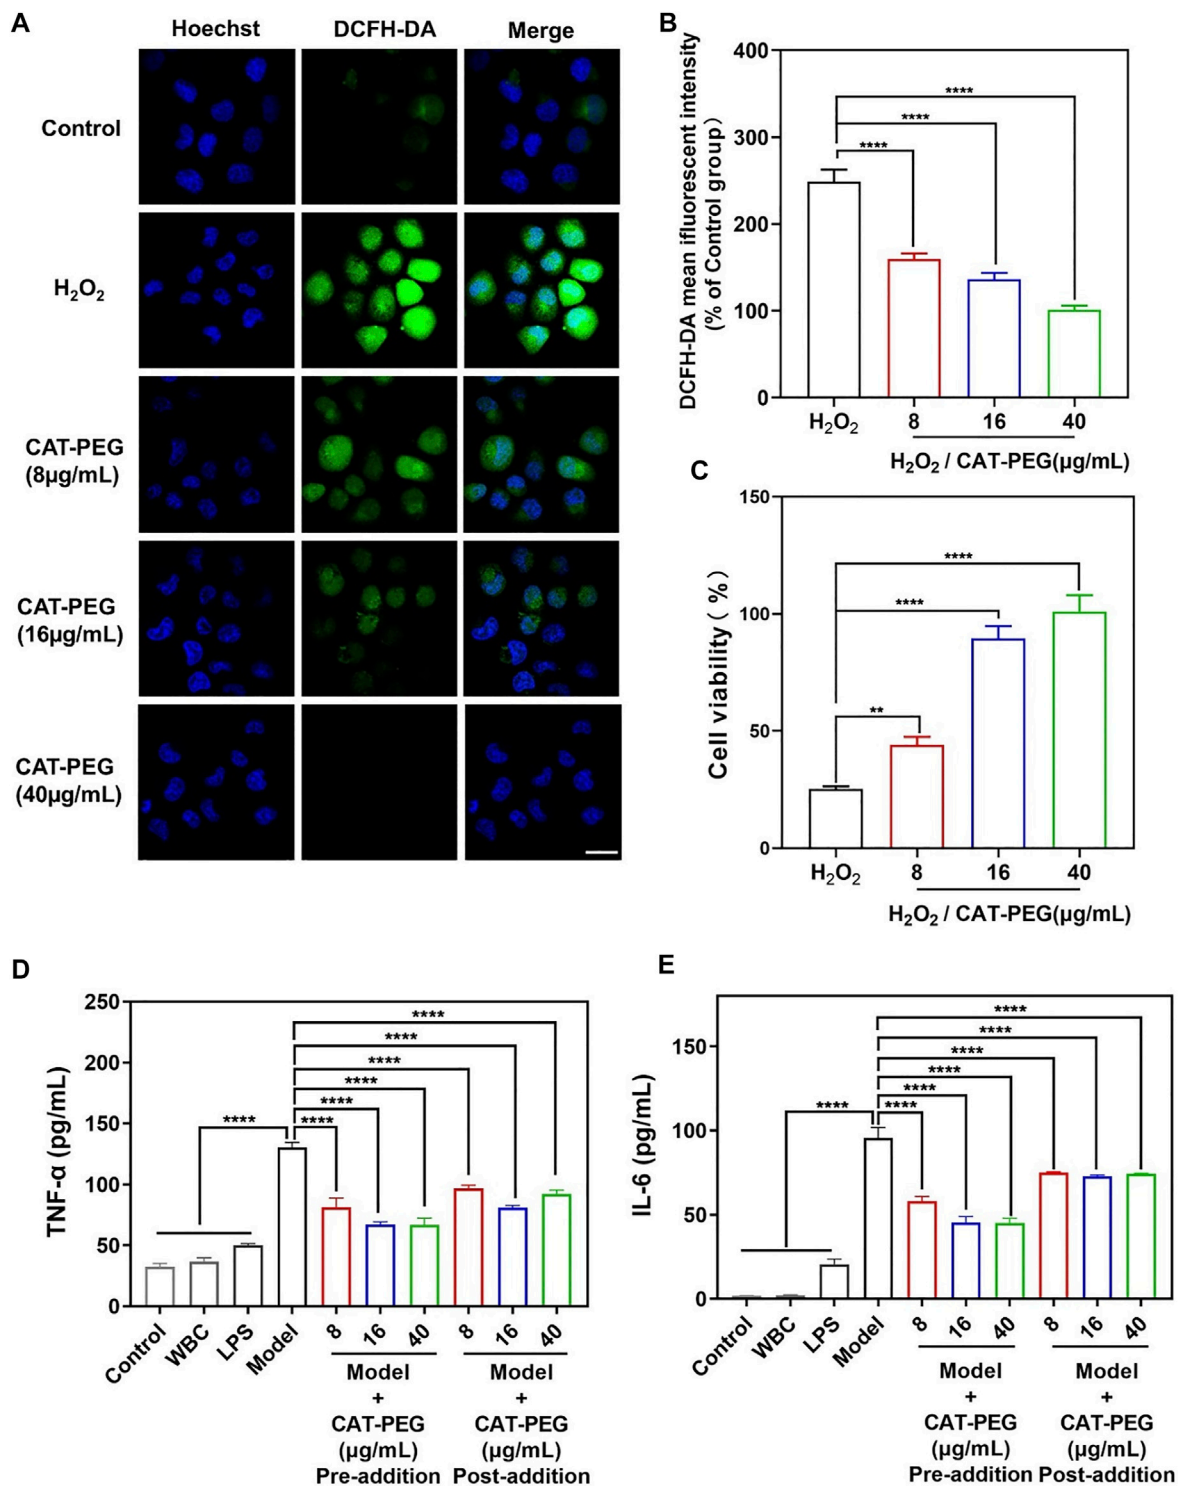 A
Hoechst
DCFH-DA
Merge
Control
H₂O₂
CAT-PEG
(8μg/mL)
CAT-PEG
(16μg/mL)
CAT-PEG
(40μg/mL)
B
DCFH-DA mean ifluorescent intensity
(% of Control group)
400
300
200
100
0
****
****
****
H₂O₂
8
16
40
H₂O₂ / CAT-PEG(μg/mL)
C
Cell viability ( %)
150
100
50
0
****
****
**
H₂O₂
8
16
40
H₂O₂ / CAT-PEG(μg/mL)
D
TNF-α (pg/mL)
250
200
150
100
50
0
****
****
****
****
****
****
****
Control
WBC
LPS
Model
8
16
40
8
16
40
Model
+
CAT-PEG
(μg/mL)
Pre-addition
Model
+
CAT-PEG
(μg/mL)
Post-addition
E
IL-6 (pg/mL)
150
100
50
0
****
****
****
****
****
****
****
Control
WBC
LPS
Model
8
16
40
8
16
40
Model
+
CAT-PEG
(μg/mL)
Pre-addition
Model
+
CAT-PEG
(μg/mL)
Post-addition